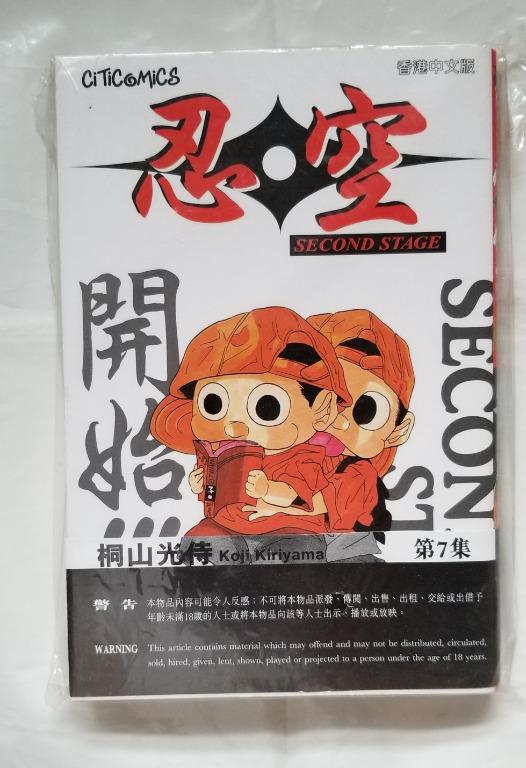 CiTiCOMiCS
香港中文版
忍空
SECOND STAGE
開始!!!
SECON
ST
桐山光侍 Koji Kiriyama
第7集
警告 本物品內容可能令人反感；不可將本物品派發、傳閱、出售、出租、交給或出借予
年齡未滿18歲的人士或將本物品向該等人士出示、播放或放映。
WARNING This article contains material which may offend and may not be distributed, circulated,
sold, hired, given, lent, shown, played or projected to a person under the age of 18 years.